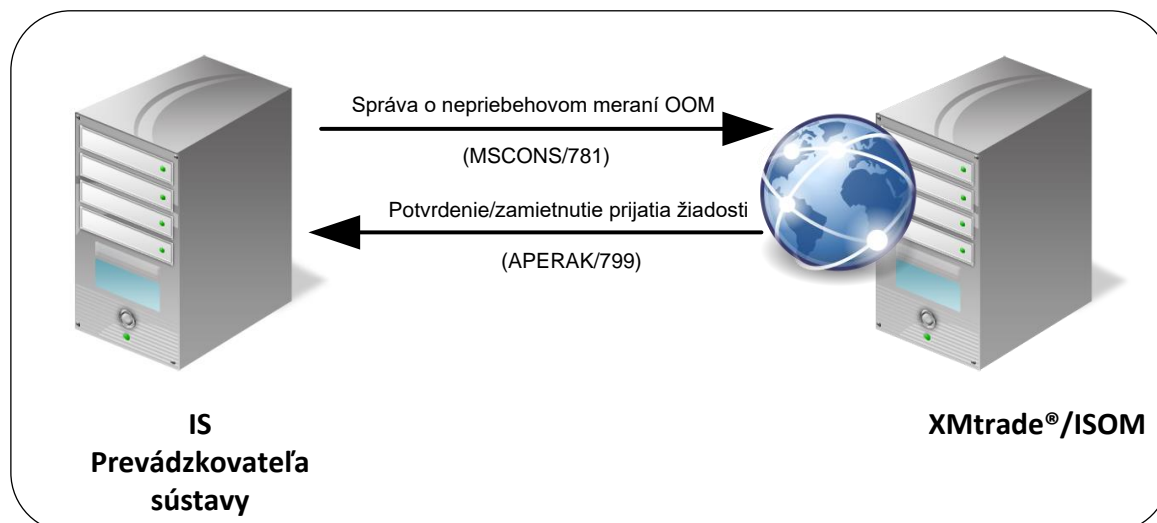 Správa o nepriebehovom meraní OOM
(MSCONS/781)
Potvrdenie/zamietnutie prijatia žiadosti
(APERAK/799)
IS
Prevádzkovateľa
sústavy
XMtrade®/ISOM